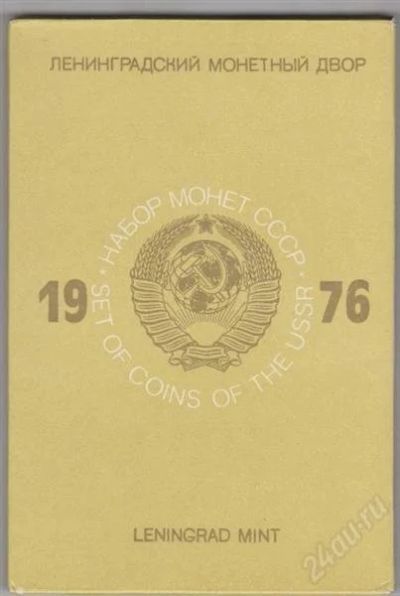 ЛЕНИНГРАДСКИЙ МОНЕТНЫЙ ДВОР
• НАБОР МОНЕТ СССР •
19 76
SET OF COINS OF THE USSR
LENINGRAD MINT
24au.ru